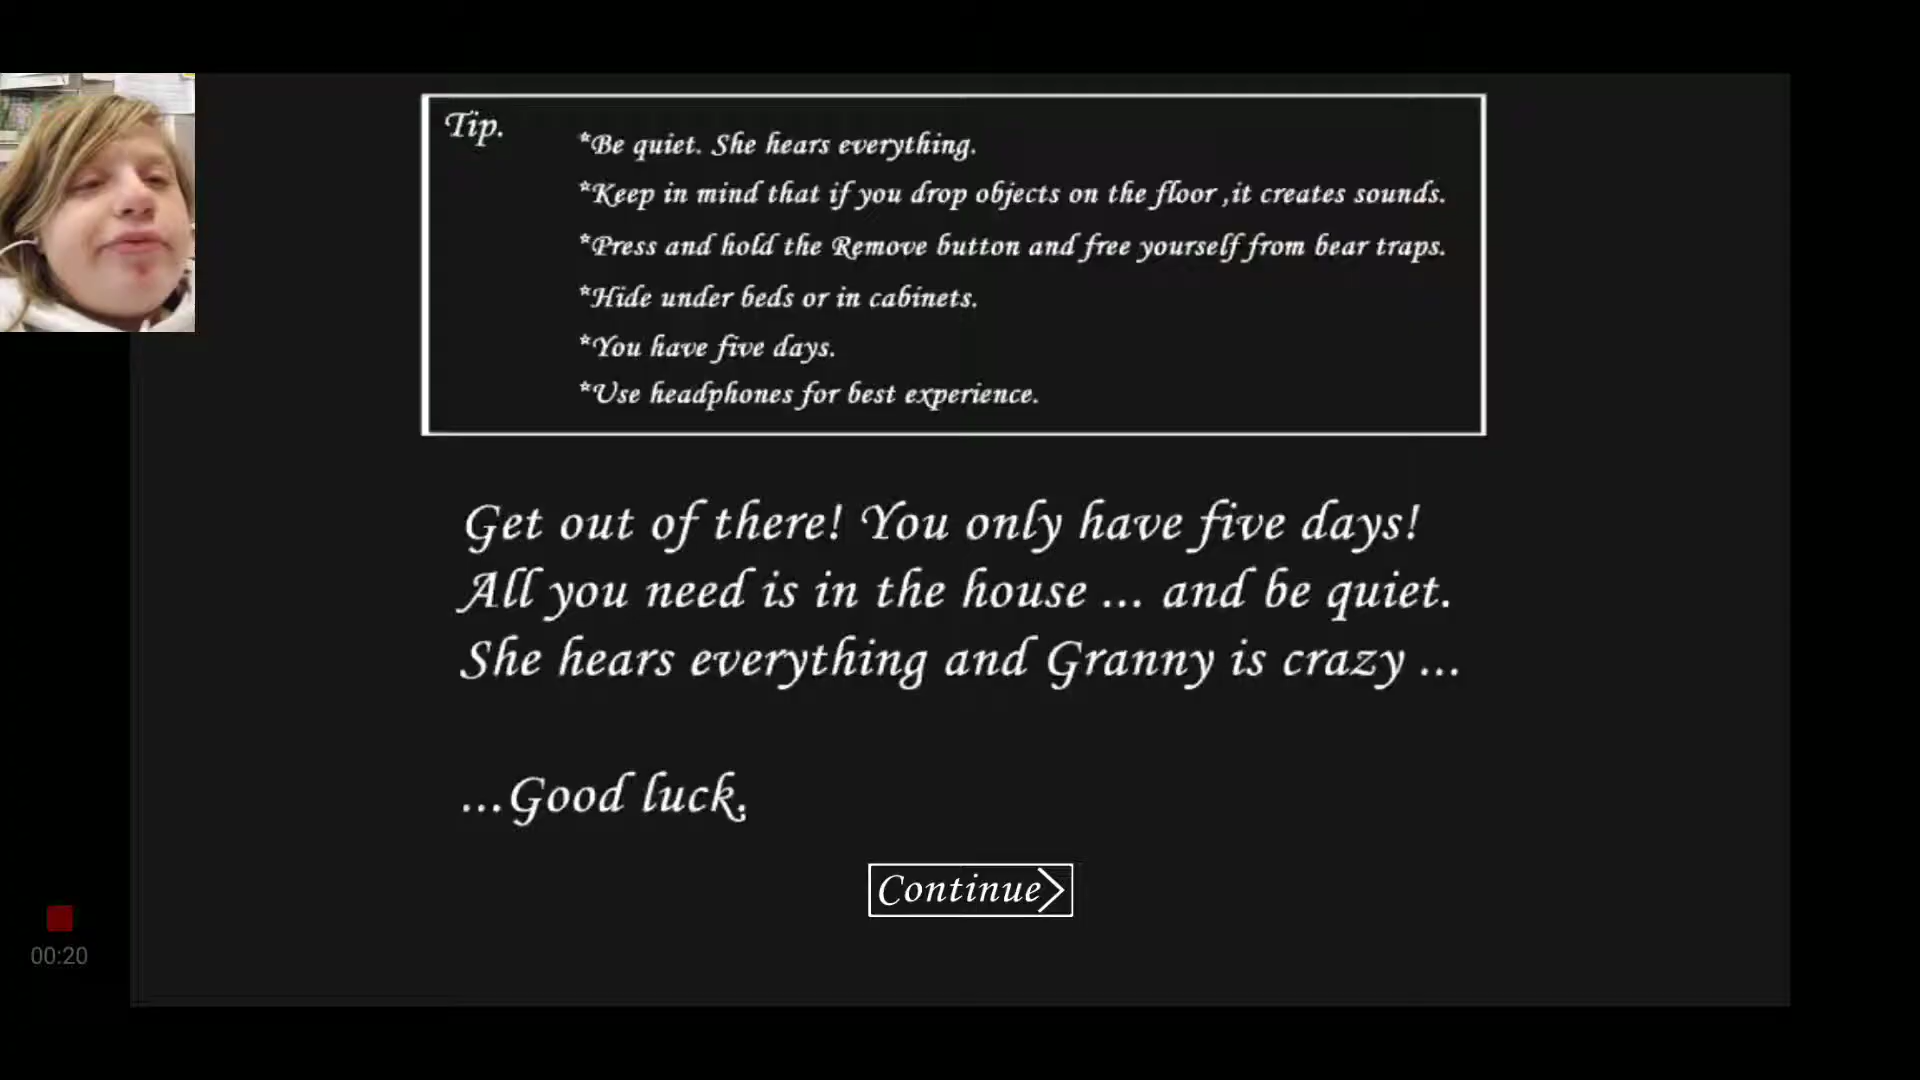 Tip.
*Be quiet. She hears everything.
*Keep in mind that if you drop objects on the floor ,it creates sounds.
*Press and hold the Remove button and free yourself from bear traps.
*Hide under beds or in cabinets.
*You have five days.
*Use headphones for best experience.
Get out of there! You only have five days!
All you need is in the house ... and be quiet.
She hears everything and Granny is crazy ...
...Good luck.
Continue>
00:20